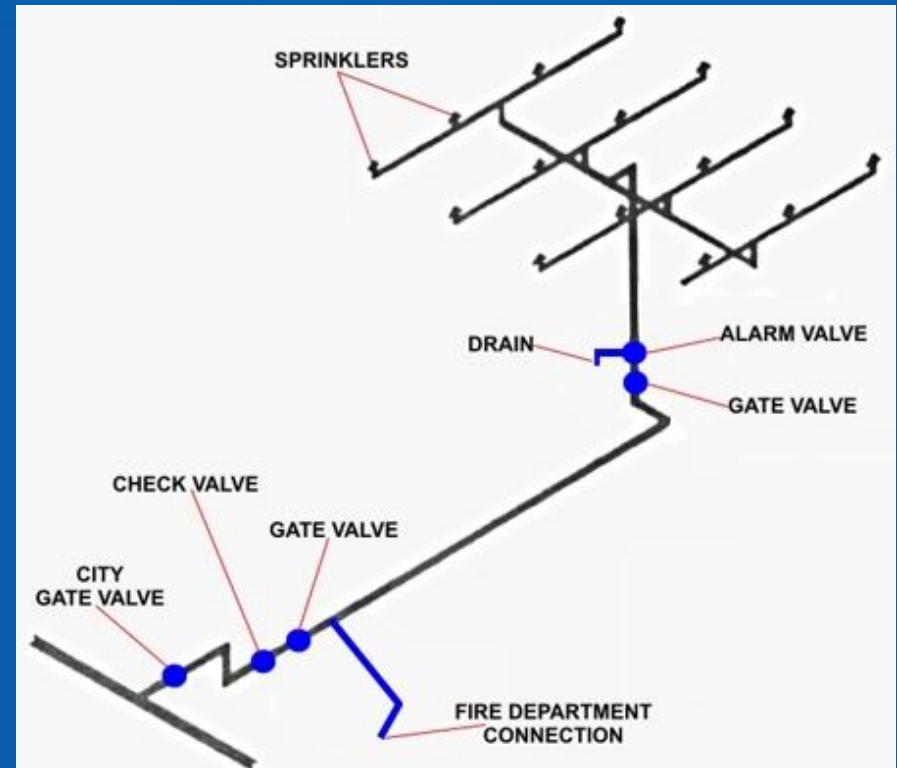 SPRINKLERS
DRAIN
ALARM VALVE
GATE VALVE
CHECK VALVE
GATE VALVE
CITY
GATE VALVE
FIRE DEPARTMENT
CONNECTION